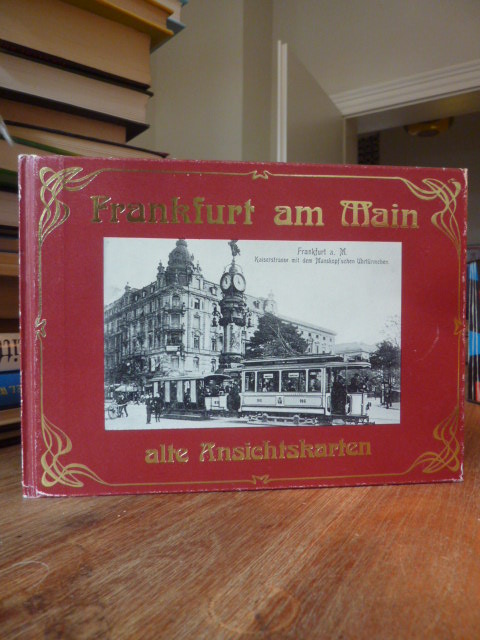 Frankfurt am Main
Frankfurt a. M.
Kaiserstrasse mit dem Manskopf'schen Uhrtürmchen.
alte Ansichtskarten